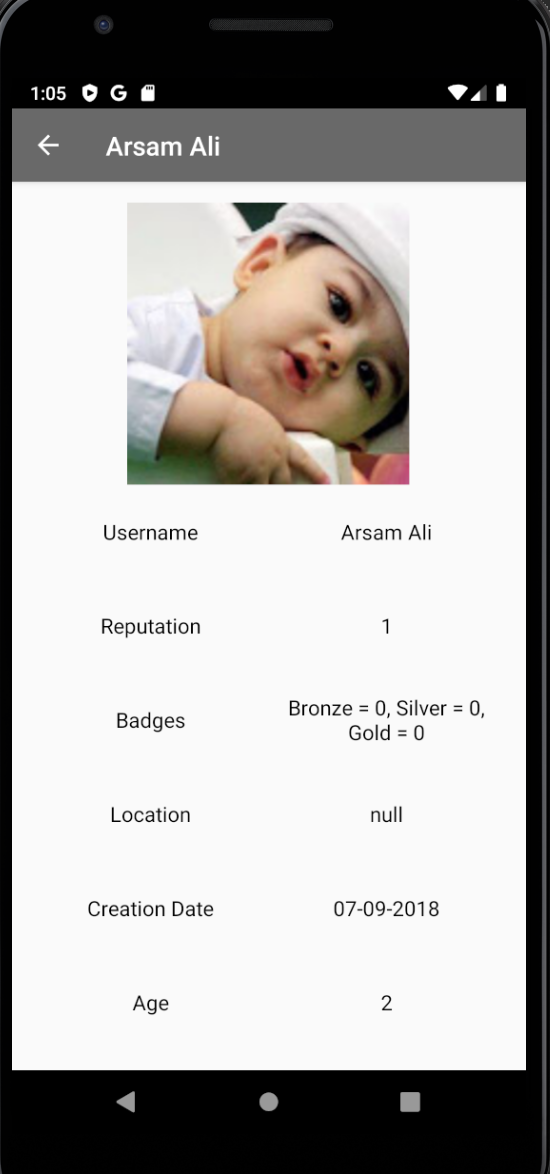 1:05
Arsam Ali
Username
Arsam Ali
Reputation
1
Badges
Bronze = 0, Silver = 0,
Gold = 0
Location
null
Creation Date
07-09-2018
Age
2